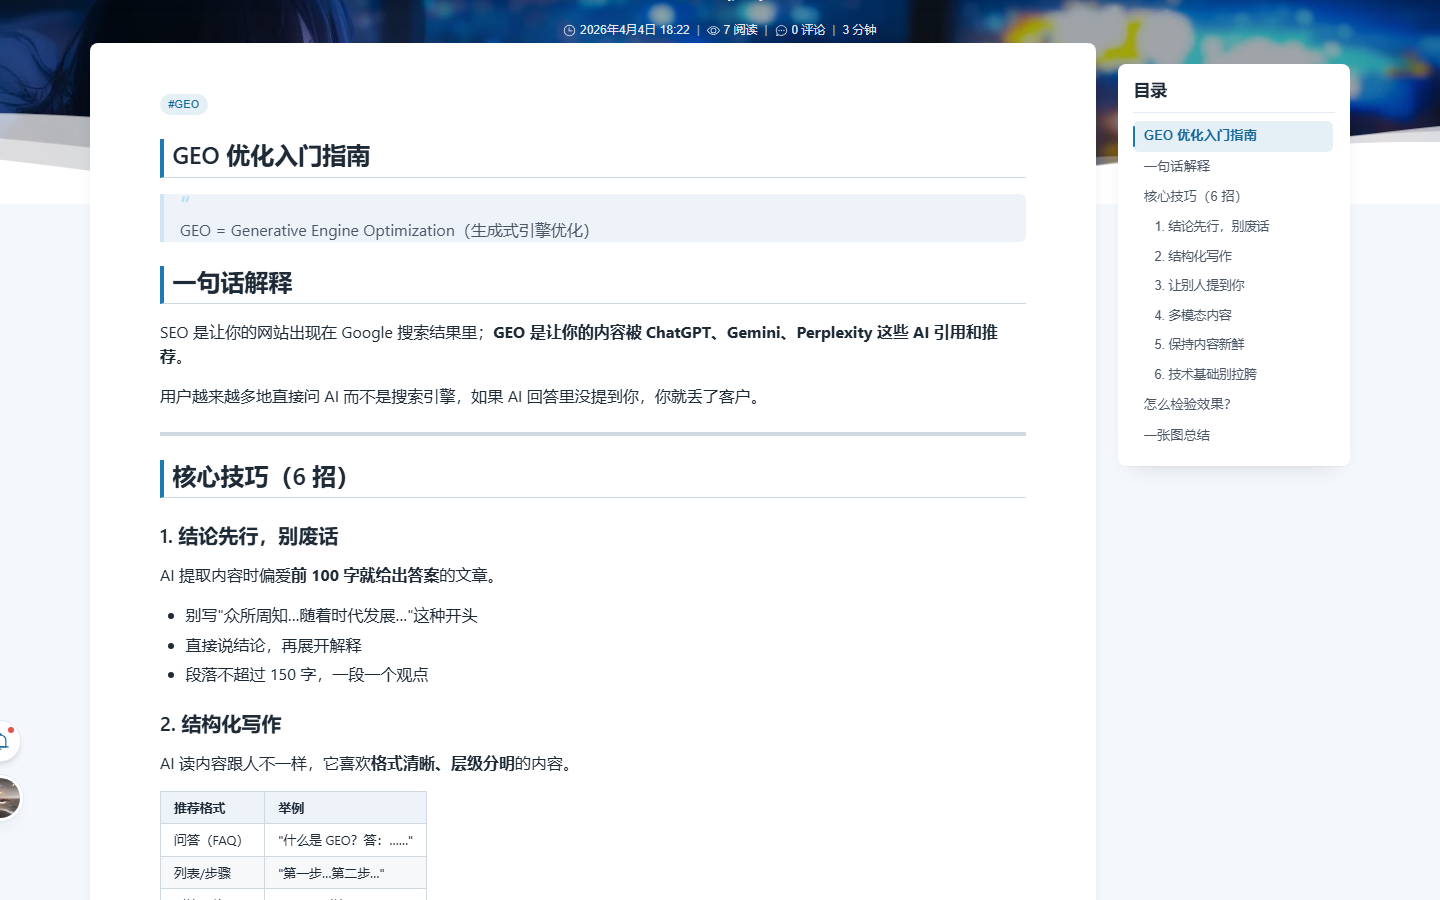 2026年4月4日 18:22 | 7 阅读 | 0 评论 | 3 分钟
#GEO
GEO 优化入门指南
"
GEO = Generative Engine Optimization（生成式引擎优化）
一句话解释
SEO 是让你的网站出现在 Google 搜索结果里；GEO 是让你的内容被 ChatGPT、Gemini、Perplexity 这些 AI 引用和推
荐。
用户越来越多地直接问 AI 而不是搜索引擎，如果 AI 回答里没提到你，你就丢了客户。
核心技巧（6 招）
1. 结论先行，别废话
AI 提取内容时偏爱前 100 字就给出答案的文章。
别写"众所周知...随着时代发展..."这种开头
直接说结论，再展开解释
段落不超过 150 字，一段一个观点
2. 结构化写作
AI 读内容跟人不一样，它喜欢格式清晰、层级分明的内容。
推荐格式 举例
问答（FAQ） "什么是 GEO？答：......"
列表/步骤 "第一步...第二步..."
目录
GEO 优化入门指南
一句话解释
核心技巧（6 招）
1. 结论先行，别废话
2. 结构化写作
3. 让别人提到你
4. 多模态内容
5. 保持内容新鲜
6. 技术基础别拉胯
怎么检验效果？
一张图总结